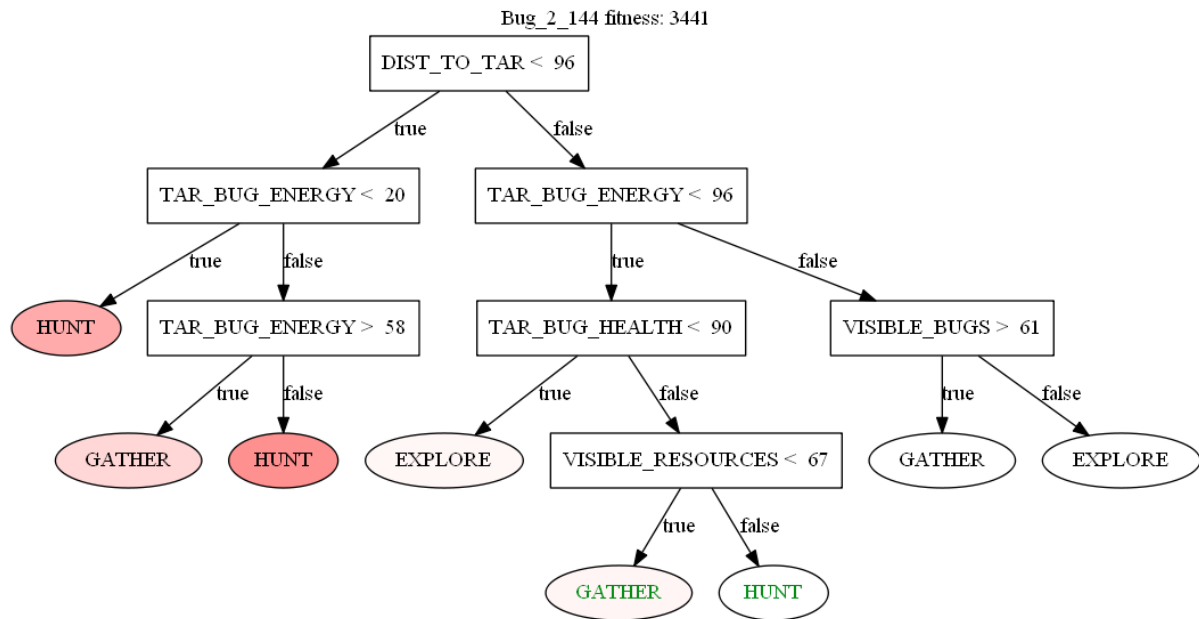 Bug_2_144 fitness: 3441
DIST_TO_TAR < 96
true
false
TAR_BUG_ENERGY < 20
TAR_BUG_ENERGY < 96
true
false
true
false
HUNT
TAR_BUG_ENERGY > 58
TAR_BUG_HEALTH < 90
VISIBLE_BUGS > 61
true
false
true
false
true
false
GATHER
HUNT
EXPLORE
VISIBLE_RESOURCES < 67
GATHER
EXPLORE
true
false
GATHER
HUNT